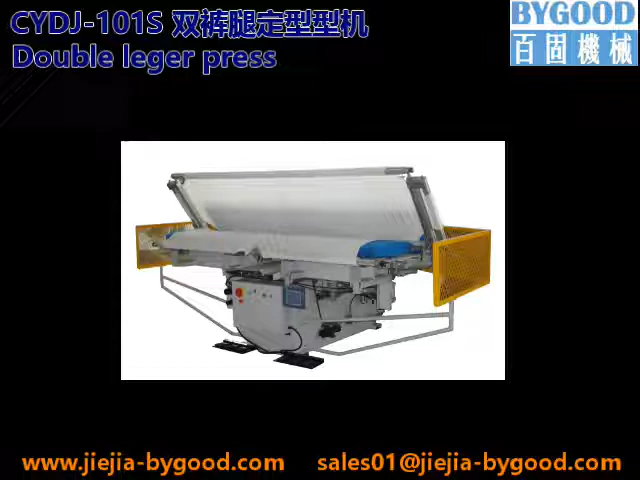 CYDJ-101S 双裤腿定型型机
Double leger press
BYGOOD
百固機械
www.jiejia-bygood.com sales01@jiejia-bygood.com